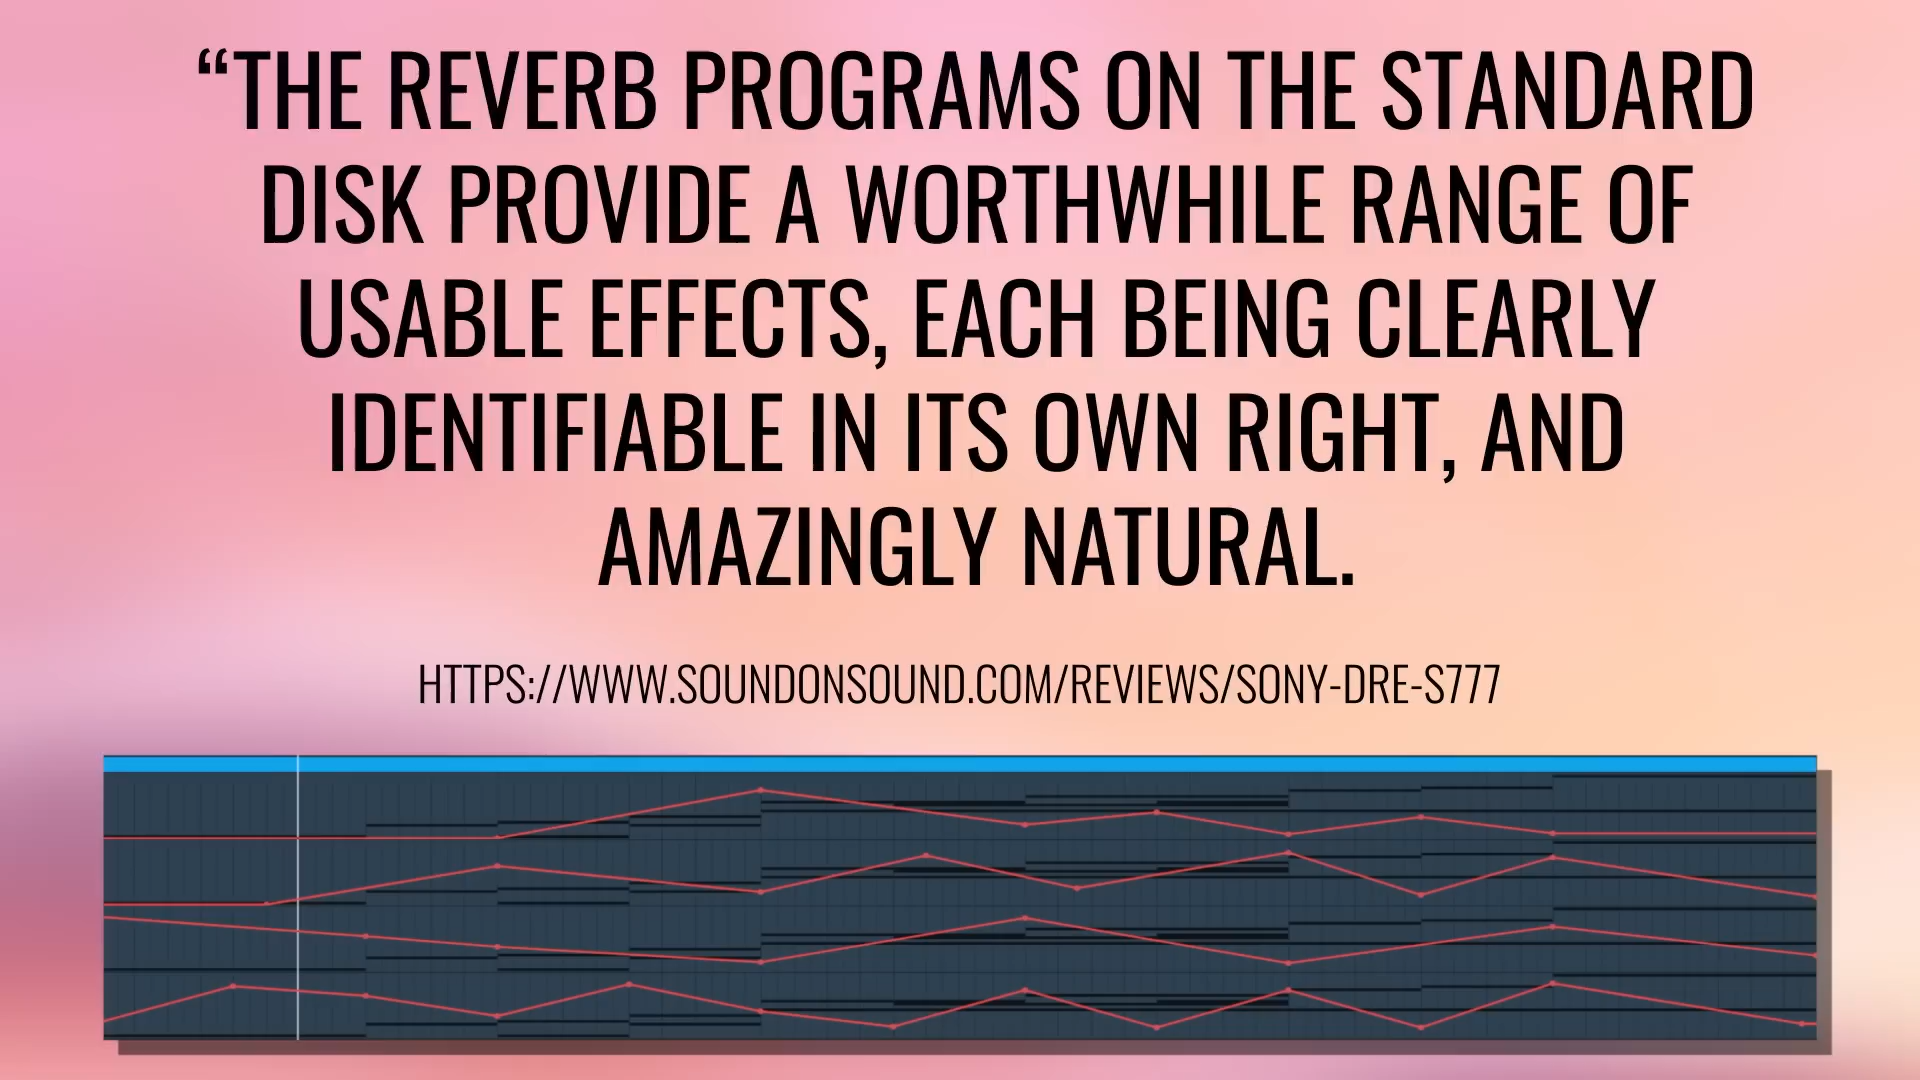 “THE REVERB PROGRAMS ON THE STANDARD
DISK PROVIDE A WORTHWHILE RANGE OF
USABLE EFFECTS, EACH BEING CLEARLY
IDENTIFIABLE IN ITS OWN RIGHT, AND
AMAZINGLY NATURAL.
HTTPS://WWW.SOUNDONSOUND.COM/REVIEWS/SONY-DRE-S777